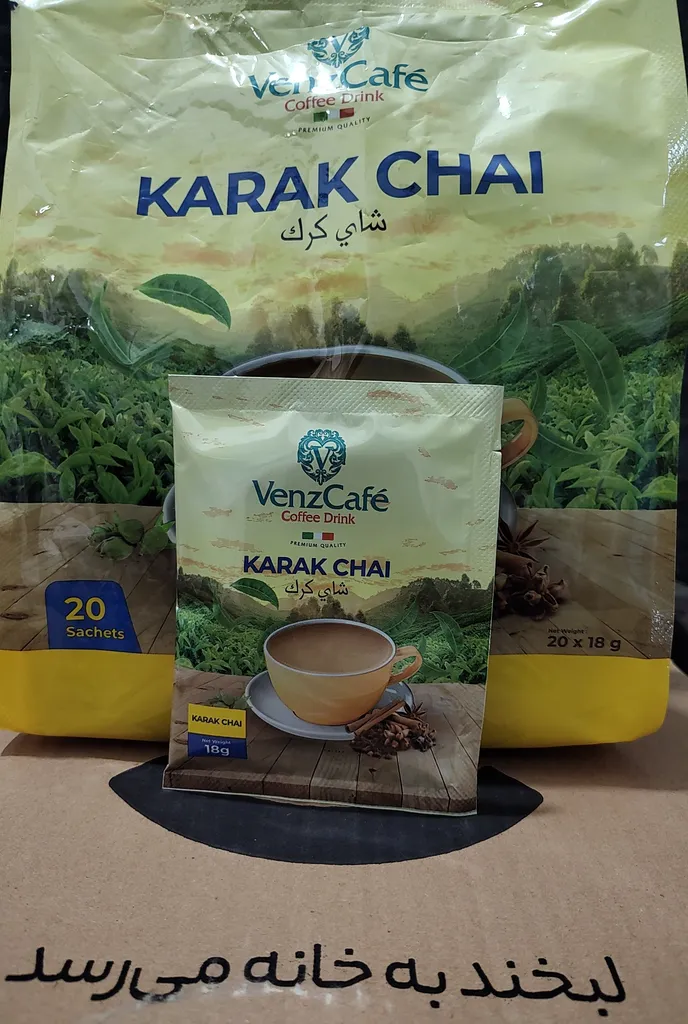 VenzCafé
Coffee Drink
PREMIUM QUALITY
KARAK CHAI
شاي كرك
VenzCafé
Coffee Drink
PREMIUM QUALITY
KARAK CHAI
شاي كرك
20
Sachets
Net Weight
20 x 18 g
KARAK CHAI
Net Weight
18g
لبخند به خانه می‌رسد